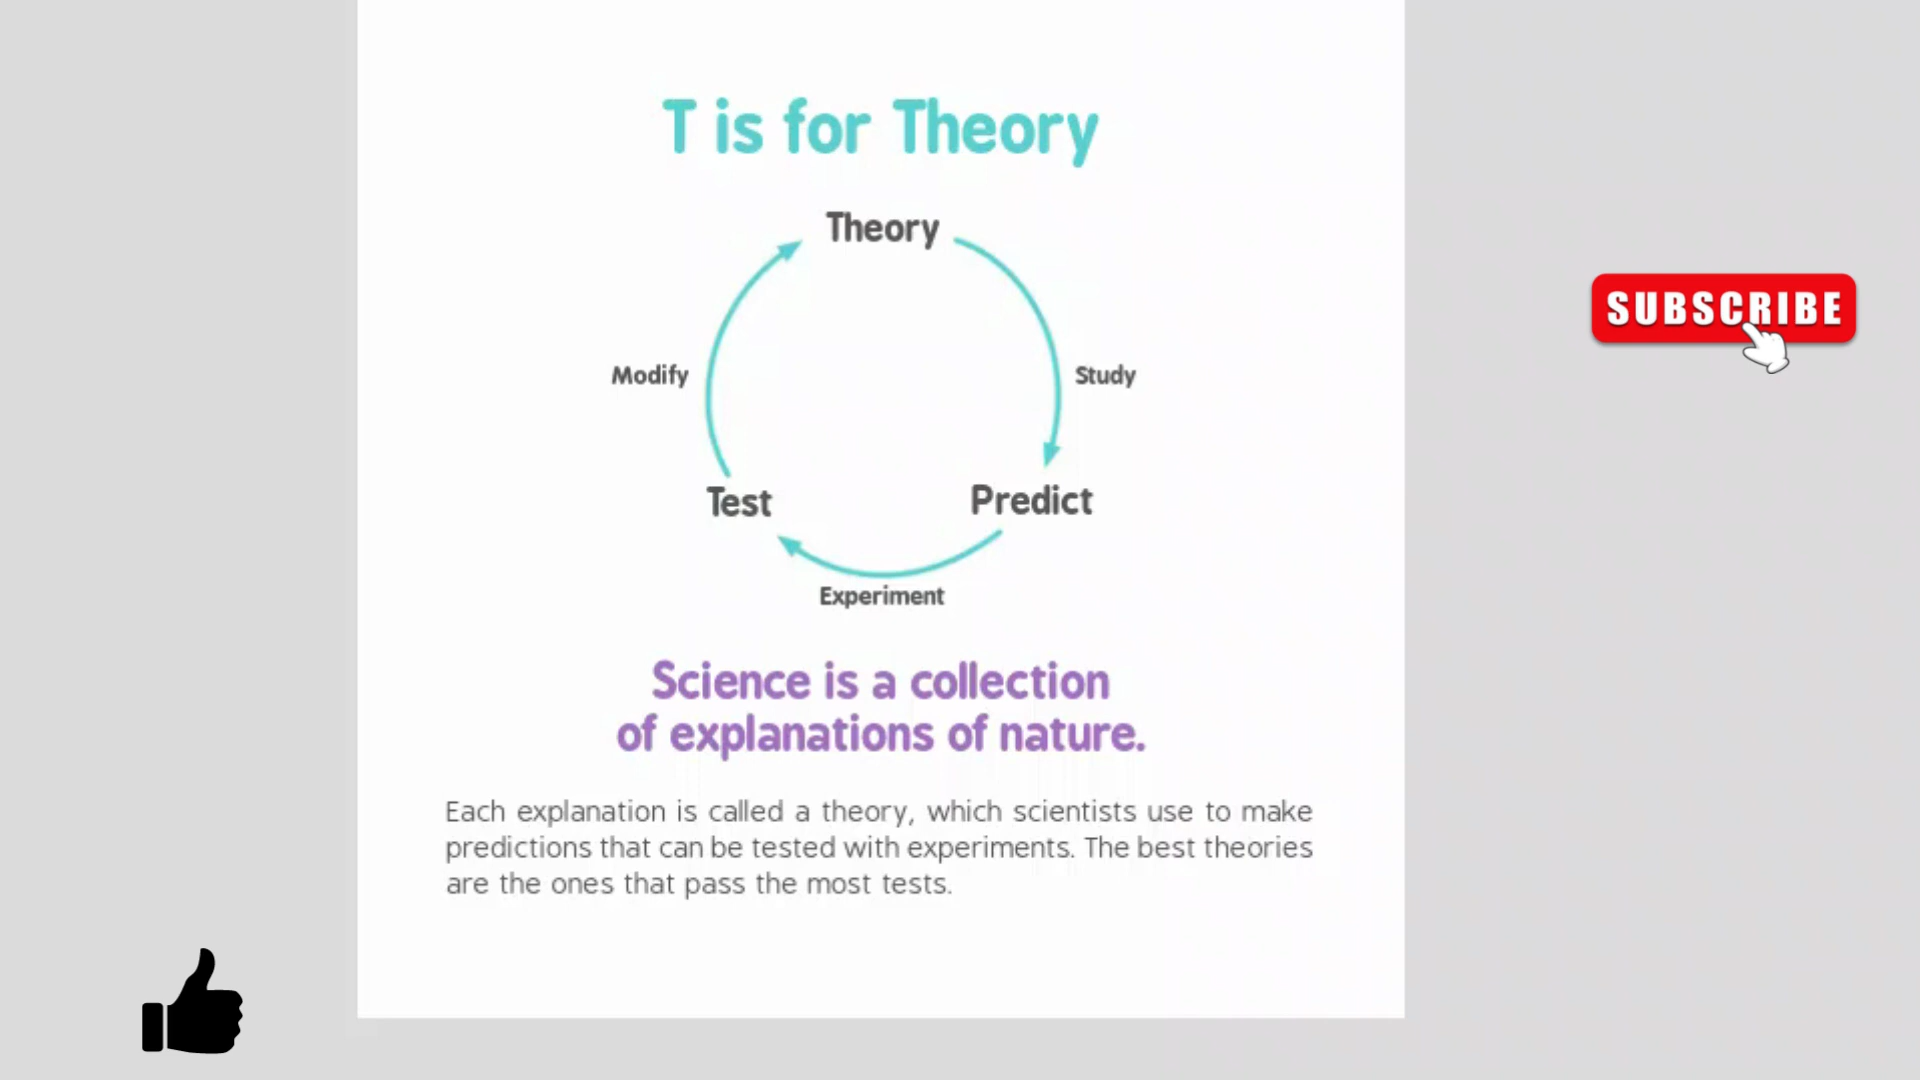 T is for Theory
Theory
Modify
Study
Test
Predict
Experiment
Science is a collection
of explanations of nature.
Each explanation is called a theory, which scientists use to make
predictions that can be tested with experiments. The best theories
are the ones that pass the most tests.
SUBSCRIBE